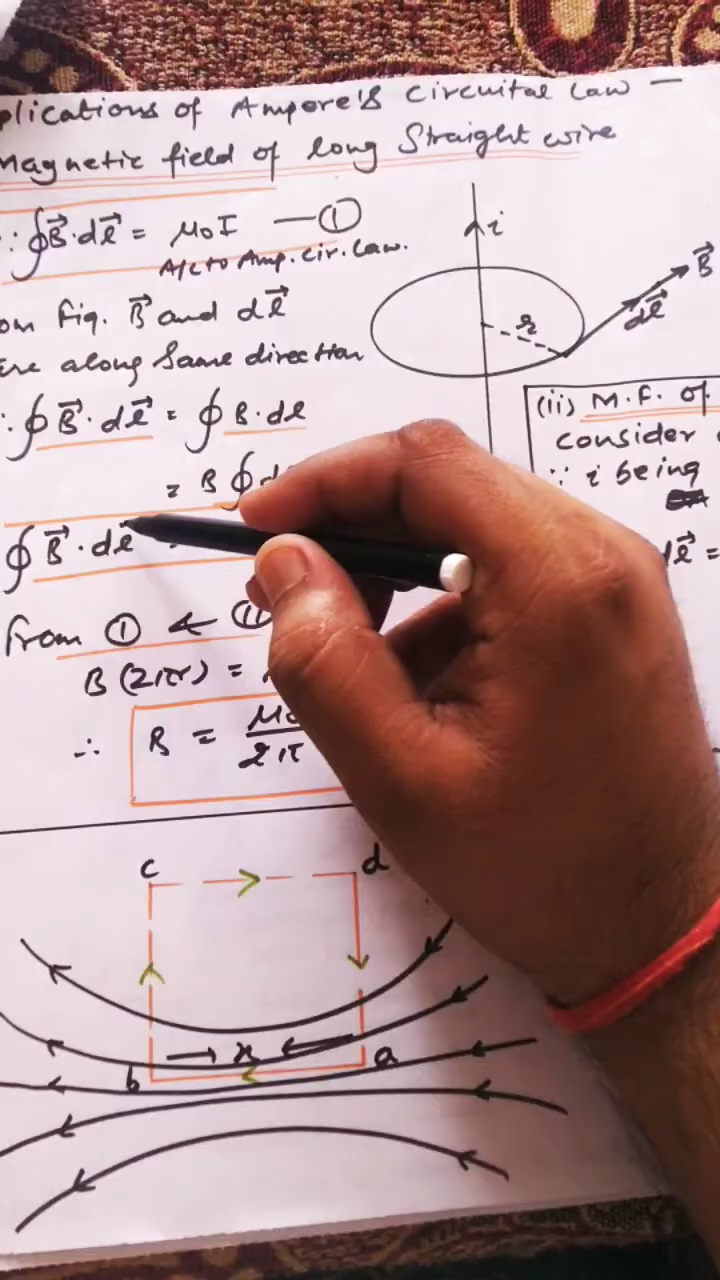 plications of Ampere's Circuital Law —
Magnetic field of long Straight wire
∵ ∮B⃗·dl⃗ = μ₀I —①
A/c to Amp. Cir. Law.
om Fig. B⃗ and dl⃗
are along Same direction
∴ ∮B⃗·dl⃗ = ∮B·dl
= B∮d
∮B⃗·dl⃗
From ① & ⑪
B(2πr) =
∴ B = μ₀ / 2π
i
r
B⃗
dl⃗
(ii) M.F. of
consider
∵ i being
dl⃗ =
c
d
x
a
b